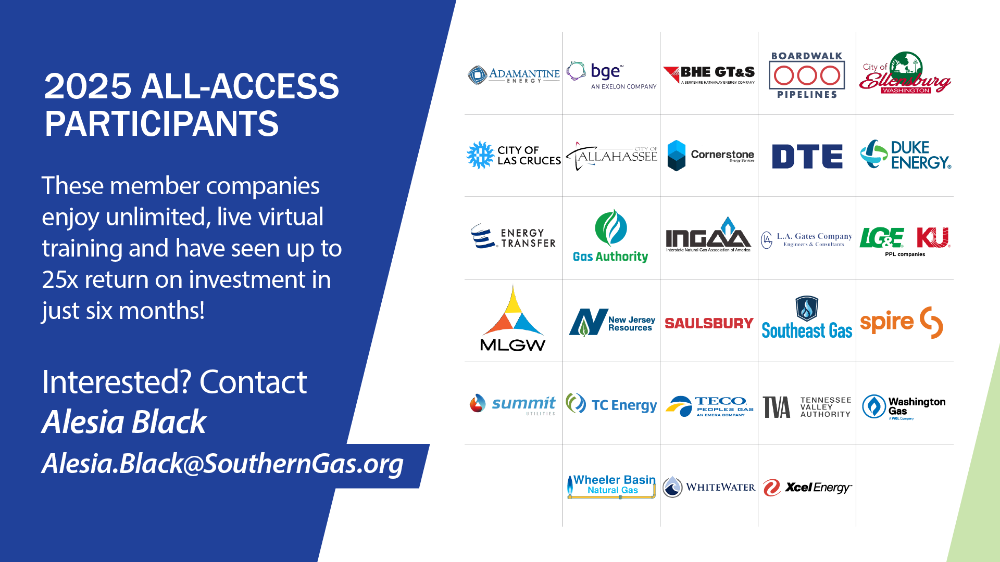 2025 ALL-ACCESS
PARTICIPANTS
These member companies
enjoy unlimited, live virtual
training and have seen up to
25x return on investment in
just six months!
Interested? Contact
Alesia Black
Alesia.Black@SouthernGas.org
ADAMANTINE
ENERGY
bge℠
AN EXELON COMPANY
BHE GT&S
A BERKSHIRE HATHAWAY ENERGY COMPANY
BOARDWALK
PIPELINES
City of
Ellensburg
WASHINGTON
CITY OF
LAS CRUCES
CITY OF
TALLAHASSEE
Cornerstone
Energy Services
DTE
DUKE
ENERGY®
ENERGY
TRANSFER
Gas Authority
INGAA
Interstate Natural Gas Association of America
LA
L.A. Gates Company
Engineers & Consultants
LG&E® KU®
PPL companies
MLGW
New Jersey
Resources
SAULSBURY
Southeast Gas
spire
summit
UTILITIES
TC Energy
TECO.
PEOPLES GAS
AN EMERA COMPANY
TVA
TENNESSEE
VALLEY
AUTHORITY
Washington
Gas
A WGL Company
Wheeler Basin
Natural Gas
WHITEWATER
Xcel Energy™